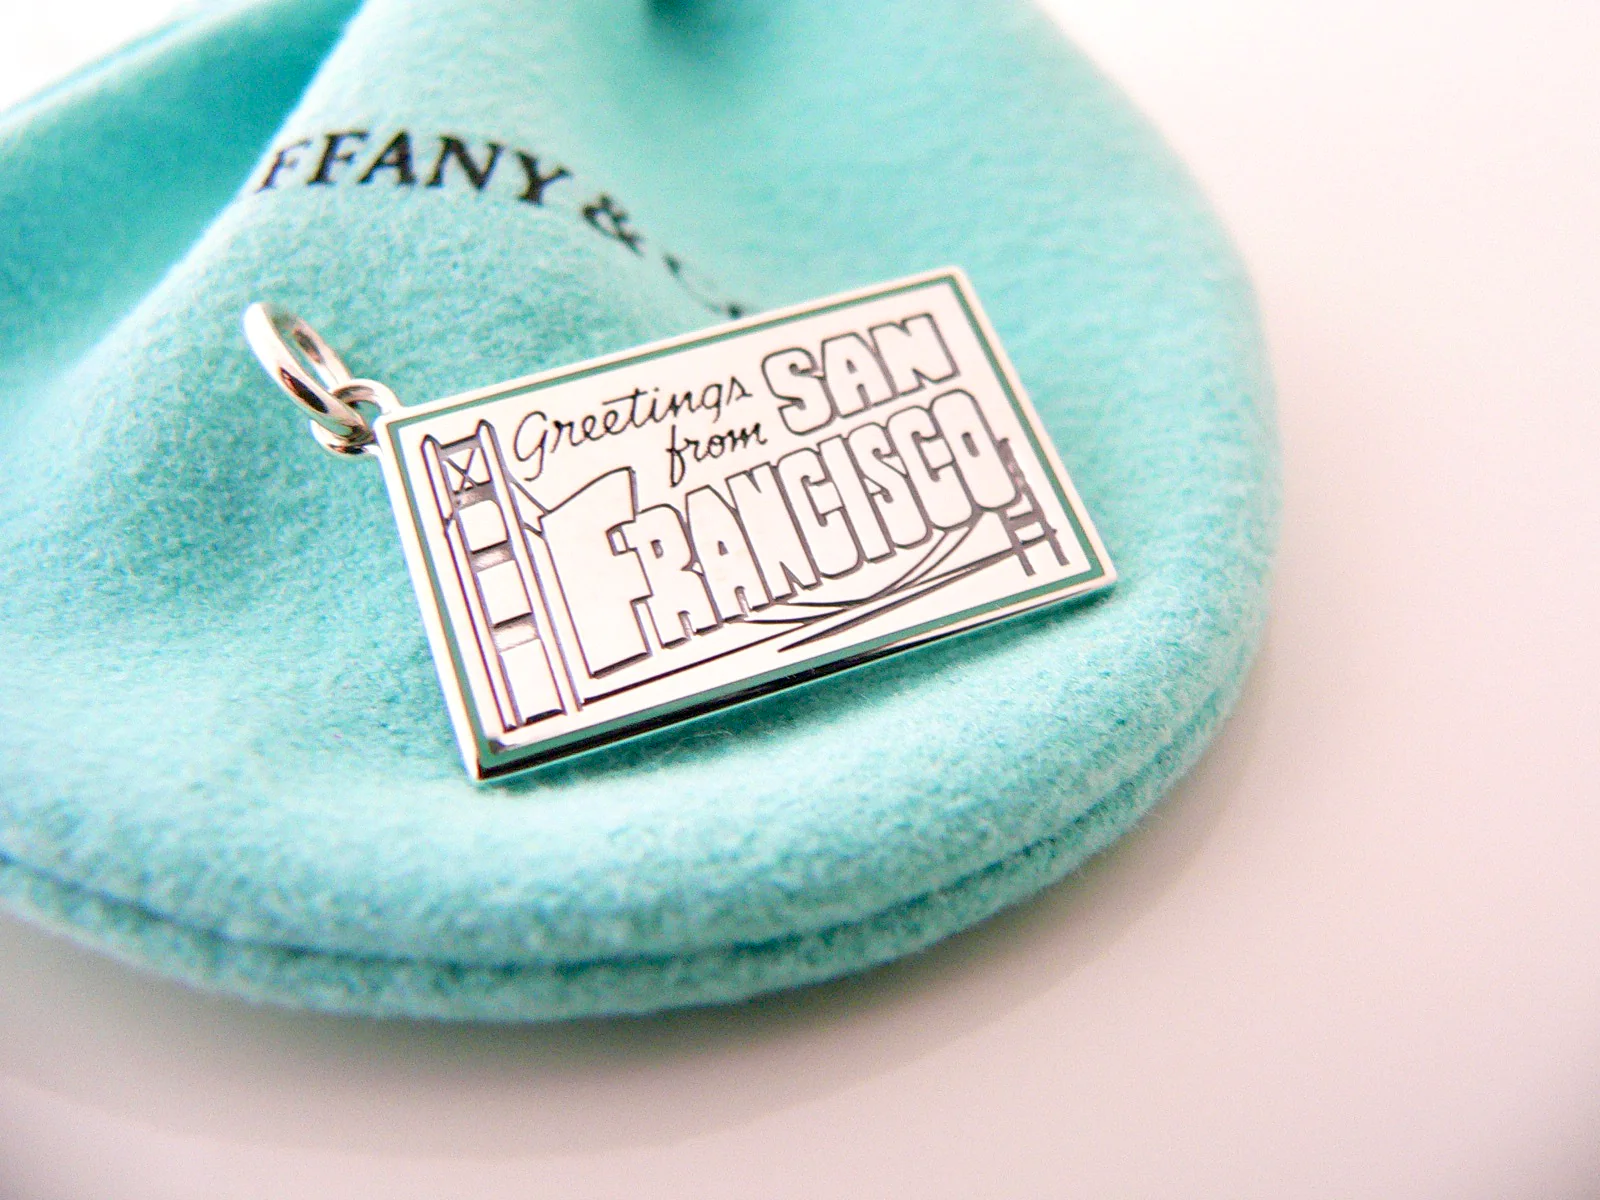 FFANY &
Greetings
from SAN
FRANCISCO